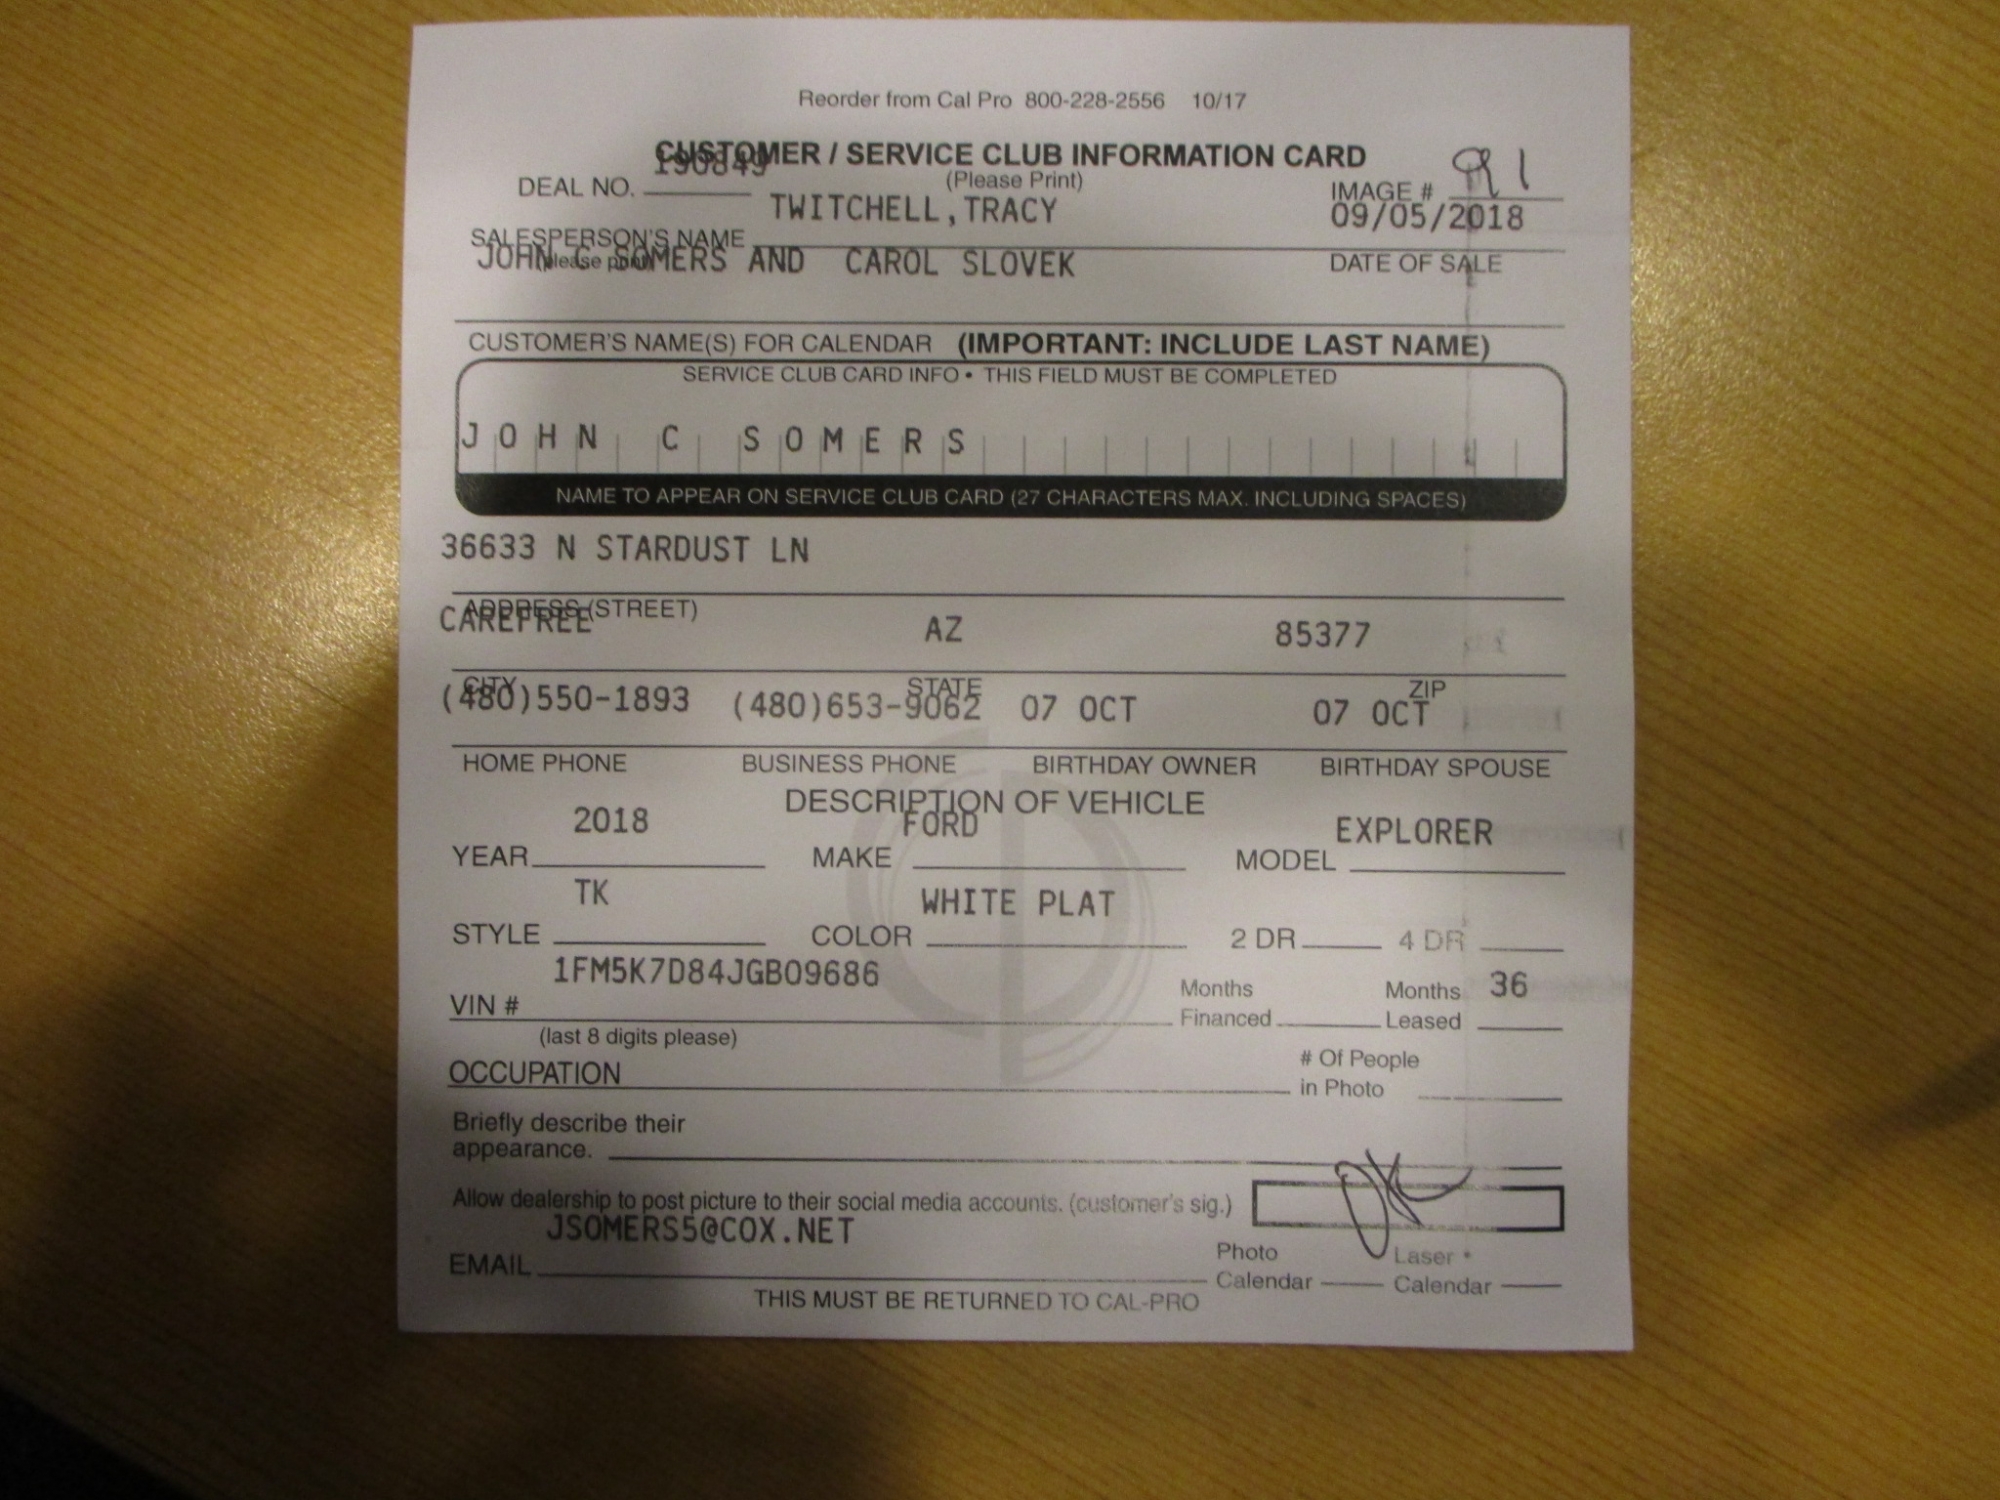 Reorder from Cal Pro 800-228-2556 10/17
CUSTOMER / SERVICE CLUB INFORMATION CARD
190849
DEAL NO. (Please Print) IMAGE # 91
TWITCHELL,TRACY 09/05/2018
SALESPERSON'S NAME
(please print) DATE OF SALE
JOHN C SOMERS AND CAROL SLOVEK
CUSTOMER'S NAME(S) FOR CALENDAR (IMPORTANT: INCLUDE LAST NAME)
SERVICE CLUB CARD INFO • THIS FIELD MUST BE COMPLETED
JOHN C SOMERS
NAME TO APPEAR ON SERVICE CLUB CARD (27 CHARACTERS MAX. INCLUDING SPACES)
36633 N STARDUST LN
ADDRESS (STREET)
CAREFREE AZ 85377
CITY STATE ZIP
(480)550-1893 (480)653-9062 07 OCT 07 OCT
HOME PHONE BUSINESS PHONE BIRTHDAY OWNER BIRTHDAY SPOUSE
DESCRIPTION OF VEHICLE
2018 FORD EXPLORER
YEAR MAKE MODEL
TK WHITE PLAT
STYLE COLOR 2 DR 4 DR
1FM5K7D84JGB09686 Months Months 36
VIN # Financed Leased
(last 8 digits please)
OCCUPATION # Of People
in Photo
Briefly describe their
appearance.
Allow dealership to post picture to their social media accounts. (customer's sig.)
JSOMERS5@COX.NET
EMAIL Photo Laser *
Calendar Calendar
THIS MUST BE RETURNED TO CAL-PRO